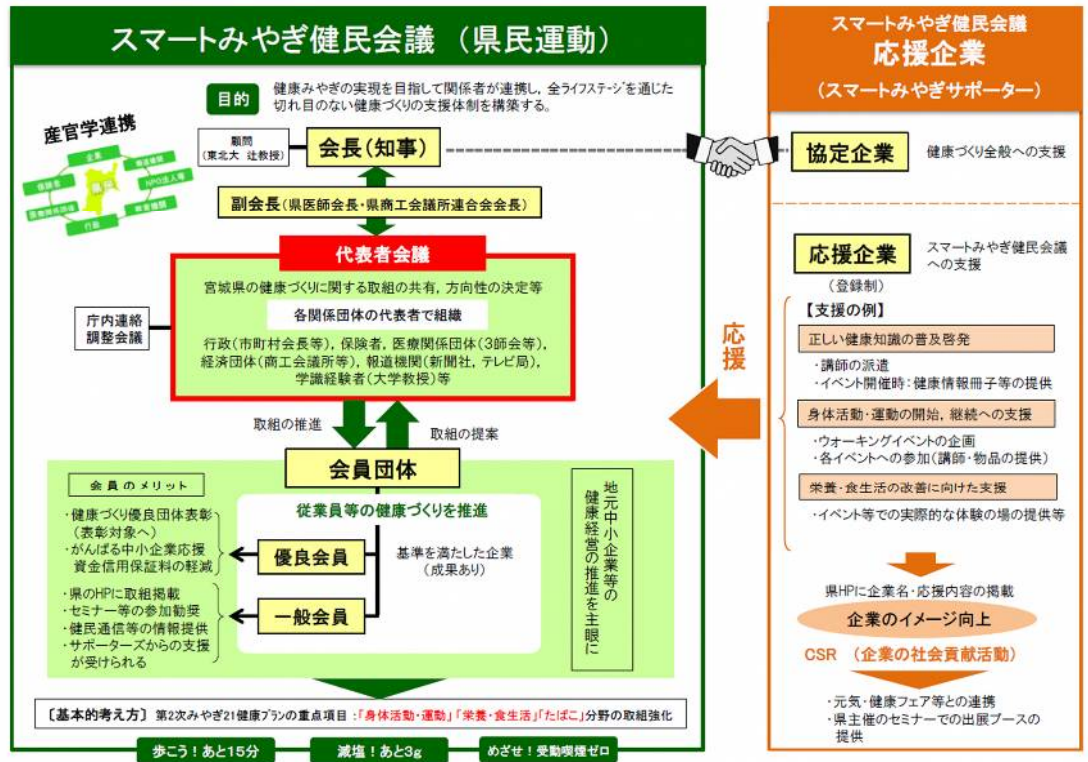 スマートみやぎ健民会議 （県民運動）
目的
健康みやぎの実現を目指して関係者が連携し，全ライフステージを通じた
切れ目のない健康づくりの支援体制を構築する。
産官学連携
企業
報道機関
保険者
県民
NPO法人等
医療関係団体
教育機関
行政
顧問
（東北大 辻教授）
会長（知事）
副会長（県医師会長・県商工会議所連合会会長）
代表者会議
宮城県の健康づくりに関する取組の共有，方向性の決定等
各関係団体の代表者で組織
行政（市町村会長等），保険者，医療関係団体（3師会等），
経済団体（商工会議所等），報道機関（新聞社，テレビ局），
学識経験者（大学教授）等
庁内連絡
調整会議
取組の推進
取組の提案
会員団体
会員のメリット
・健康づくり優良団体表彰
（表彰対象へ）
・がんばる中小企業応援
資金信用保証料の軽減
・県のHPに取組掲載
・セミナー等の参加勧奨
・健民通信等の情報提供
・サポーターズからの支援
が受けられる
従業員等の健康づくりを推進
優良会員
基準を満たした企業
（成果あり）
一般会員
地元中小企業等の
健康経営の推進を主眼に
〔基本的考え方〕 第2次みやぎ21健康プランの重点項目：「身体活動・運動」「栄養・食生活」「たばこ」分野の取組強化
歩こう！あと15分
減塩！あと3g
めざせ！受動喫煙ゼロ
応援
スマートみやぎ健民会議
応援企業
（スマートみやぎサポーター）
協定企業
健康づくり全般への支援
応援企業
（登録制）
スマートみやぎ健民会議
への支援
【支援の例】
正しい健康知識の普及啓発
・講師の派遣
・イベント開催時：健康情報冊子等の提供
身体活動・運動の開始，継続への支援
・ウォーキングイベントの企画
・各イベントへの参加（講師・物品の提供）
栄養・食生活の改善に向けた支援
・イベント等での実際的な体験の場の提供等
県HPに企業名・応援内容の掲載
企業のイメージ向上
CSR （企業の社会貢献活動）
・元気・健康フェア等との連携
・県主催のセミナーでの出展ブースの
提供